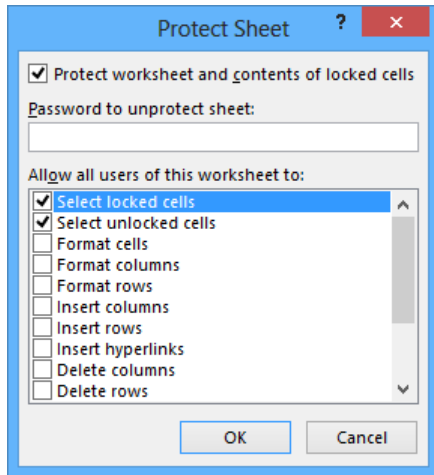 Protect Sheet ?
Protect worksheet and contents of locked cells
Password to unprotect sheet:
Allow all users of this worksheet to:
Select locked cells
Select unlocked cells
Format cells
Format columns
Format rows
Insert columns
Insert rows
Insert hyperlinks
Delete columns
Delete rows
OK Cancel